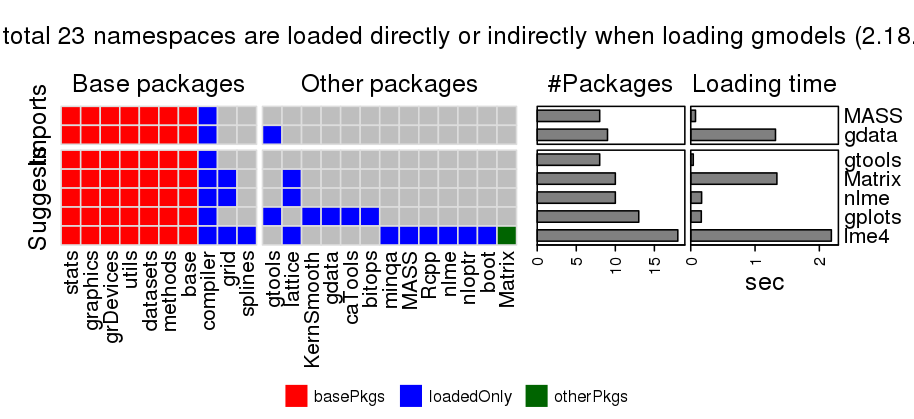 total 23 namespaces are loaded directly or indirectly when loading gmodels (2.18.
Base packages Other packages #Packages Loading time
Imports
Suggests
MASS
gdata
gtools
Matrix
nlme
gplots
lme4
stats
graphics
grDevices
utils
datasets
methods
base
compiler
grid
splines
gtools
lattice
KernSmooth
gdata
caTools
bitops
minqa
MASS
Rcpp
nlme
nloptr
boot
Matrix
0 5 10 15
0 1 2
sec
basePkgs loadedOnly otherPkgs